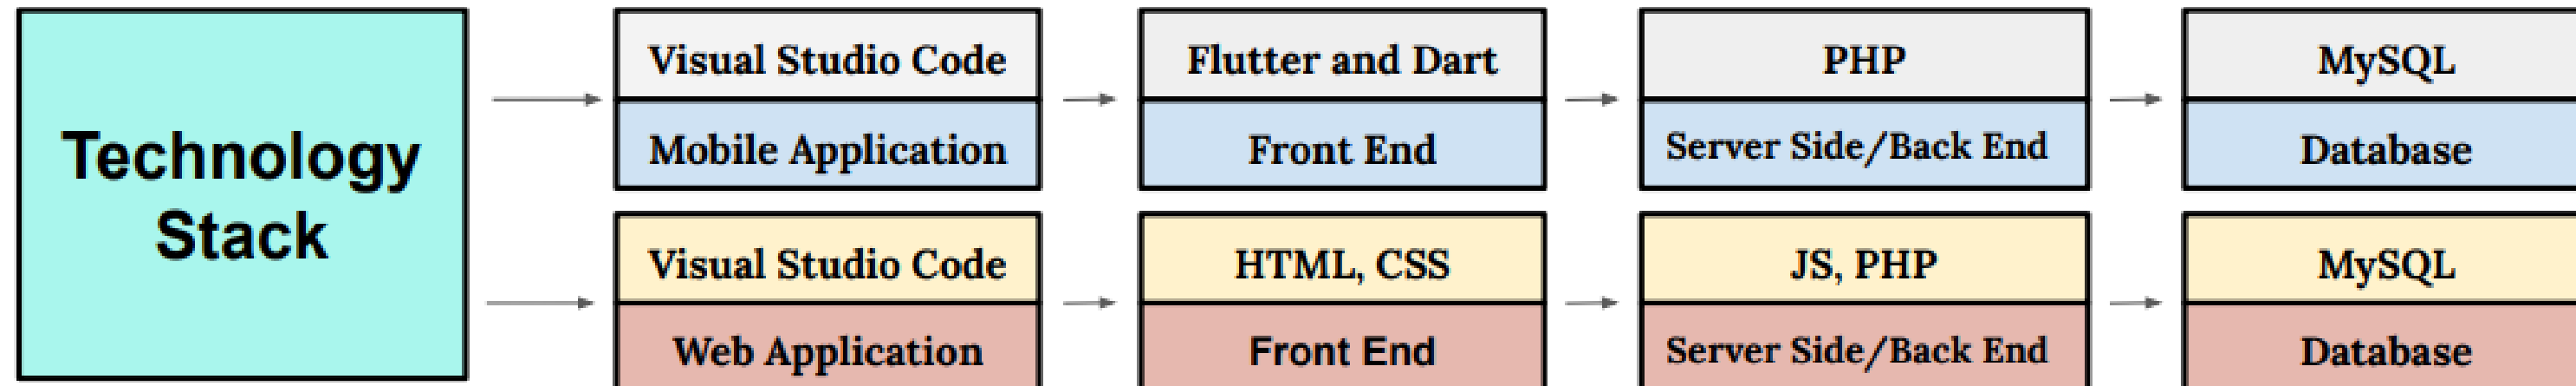 Technology
Stack
Visual Studio Code
Mobile Application
Flutter and Dart
Front End
PHP
Server Side/Back End
MySQL
Database
Visual Studio Code
Web Application
HTML, CSS
Front End
JS, PHP
Server Side/Back End
MySQL
Database